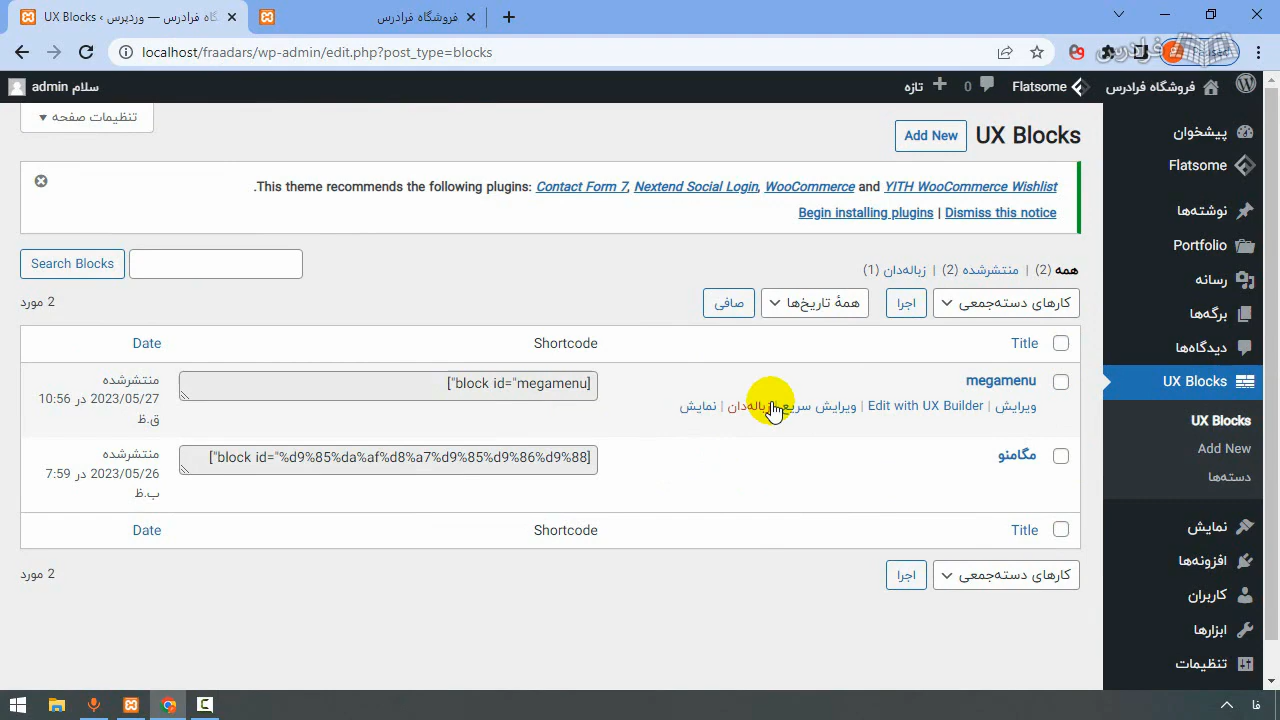 UX Blocks ‹ فروشگاه فرادرس — وردپرس
فروشگاه فرادرس
localhost/fraadars/wp-admin/edit.php?post_type=blocks
فرادرس
فروشگاه فرادرس
Flatsome
0
تازه
سلام admin
پیشخوان
Flatsome
نوشته‌ها
Portfolio
رسانه
برگه‌ها
دیدگاه‌ها
UX Blocks
UX Blocks
Add New
دسته‌ها
نمایش
افزونه‌ها
کاربران
ابزارها
تنظیمات
تنظیمات صفحه
UX Blocks Add New
This theme recommends the following plugins: Contact Form 7, Nextend Social Login, WooCommerce and YITH WooCommerce Wishlist.
Begin installing plugins | Dismiss this notice
همه (2) | منتشرشده (2) | زباله‌دان (1)
Search Blocks
کارهای دسته‌جمعی اجرا همهٔ تاریخ‌ها صافی
2 مورد
Title Shortcode Date
megamenu
ویرایش | Edit with UX Builder | ویرایش سریع | زباله‌دان | نمایش
["block id="megamenu]
منتشرشده
2023/05/27 در 10:56
ق.ظ
مگامنو
["block id="%d9%85%da%af%d8%a7%d9%85%d9%86%d9%88]
منتشرشده
2023/05/26 در 7:59
ب.ظ
Title Shortcode Date
کارهای دسته‌جمعی اجرا
2 مورد
فا